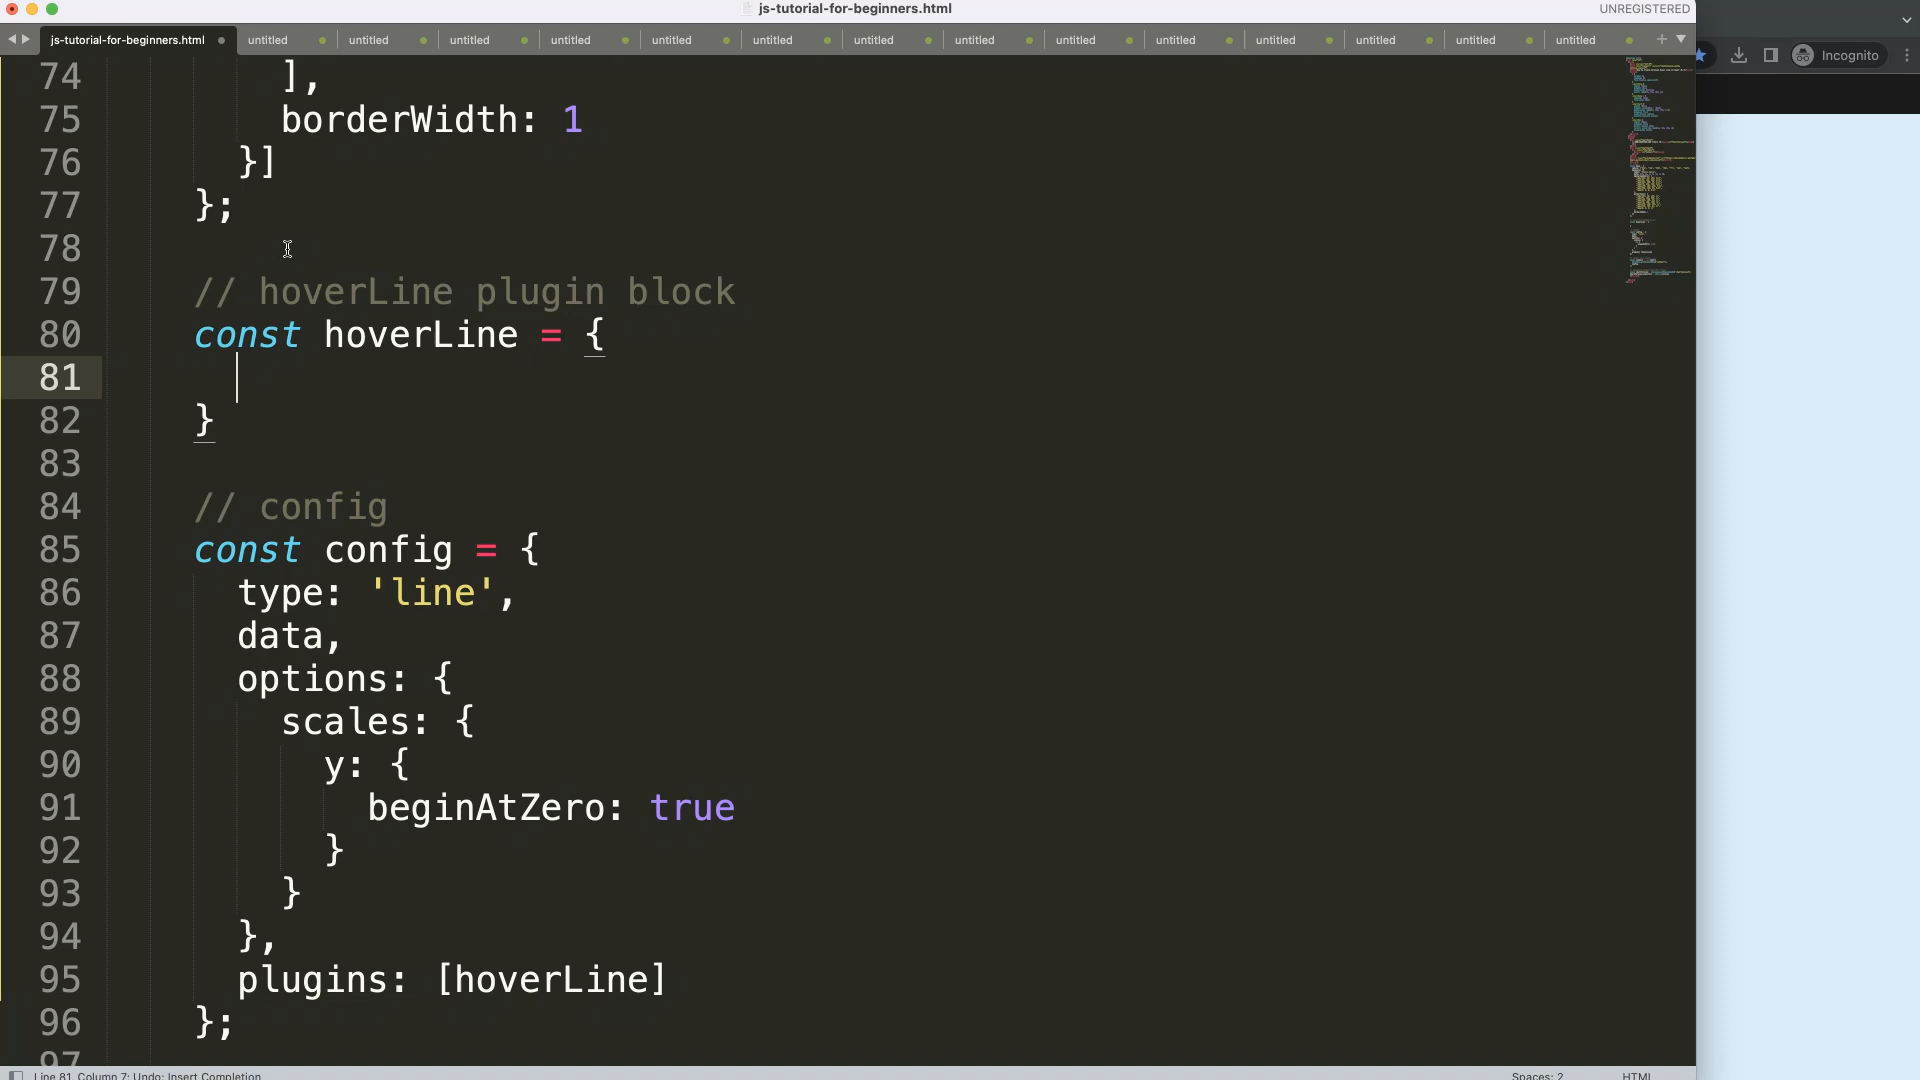 js-tutorial-for-beginners.html
UNREGISTERED
js-tutorial-for-beginners.html untitled untitled untitled untitled untitled untitled untitled untitled untitled untitled untitled untitled untitled untitled
Incognito
74 ],
75 borderWidth: 1
76 }]
77 };
78
79 // hoverLine plugin block
80 const hoverLine = {
81
82 }
83
84 // config
85 const config = {
86 type: 'line',
87 data,
88 options: {
89 scales: {
90 y: {
91 beginAtZero: true
92 }
93 }
94 },
95 plugins: [hoverLine]
96 };
97
Line 81, Column 7; Undo: Insert Completion
Spaces: 2
HTML